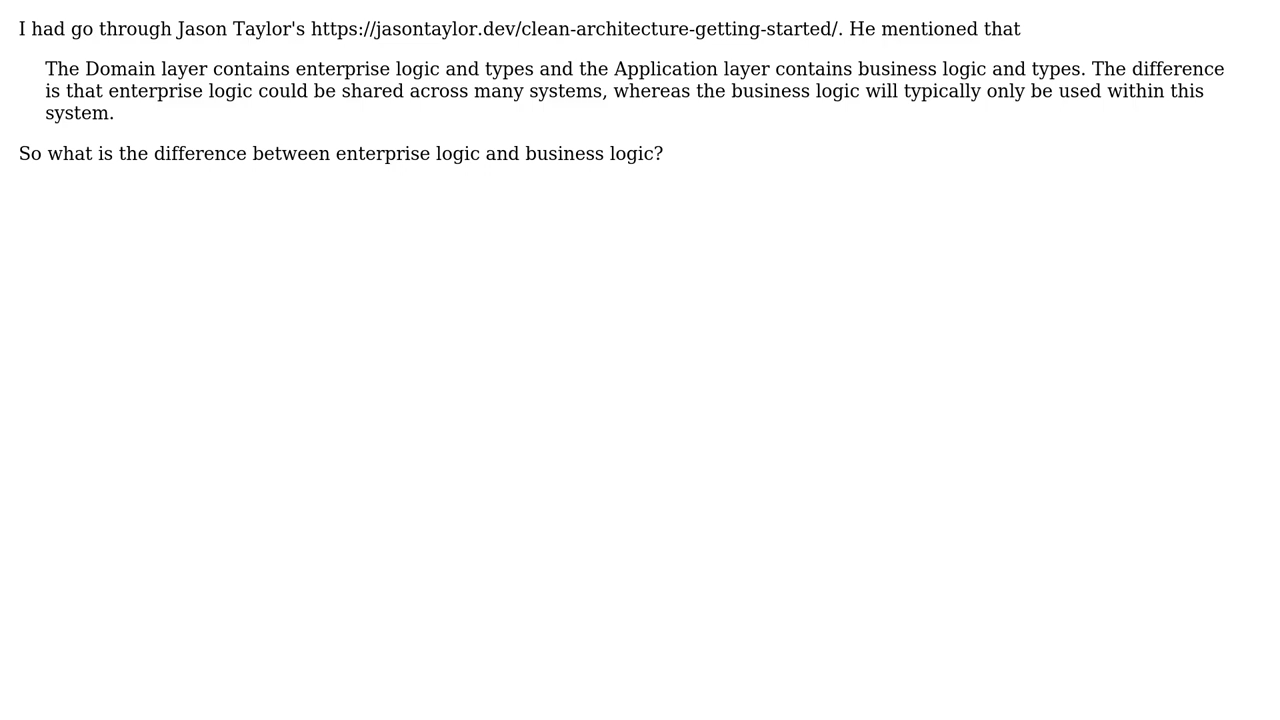 I had go through Jason Taylor's https://jasontaylor.dev/clean-architecture-getting-started/. He mentioned that
The Domain layer contains enterprise logic and types and the Application layer contains business logic and types. The difference
is that enterprise logic could be shared across many systems, whereas the business logic will typically only be used within this
system.
So what is the difference between enterprise logic and business logic?